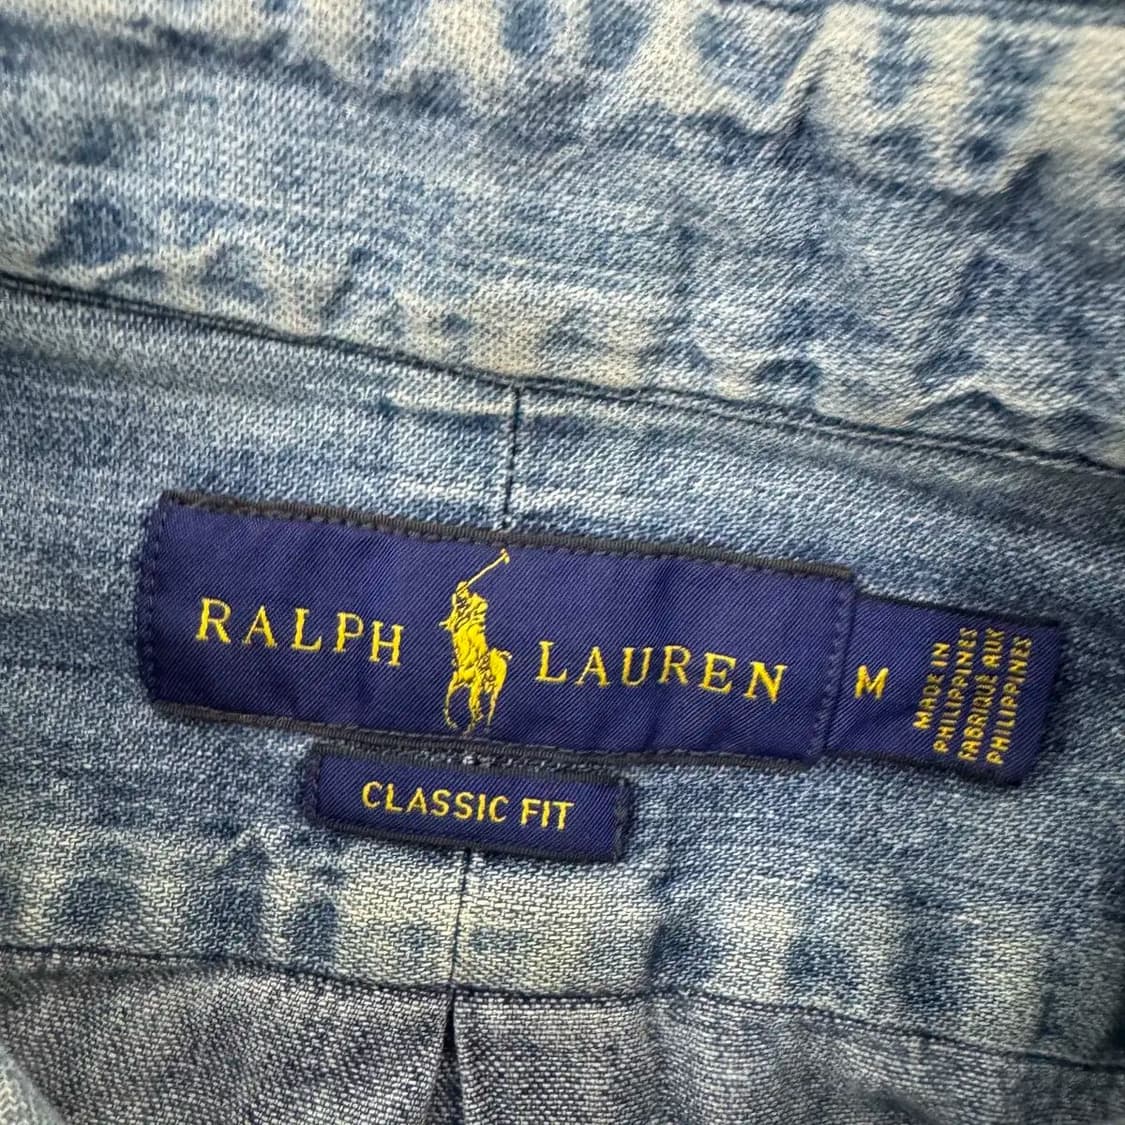 RALPH LAUREN
M
MADE IN
PHILIPPINES
FABRIQUÉ AUX
PHILIPPINES
CLASSIC FIT